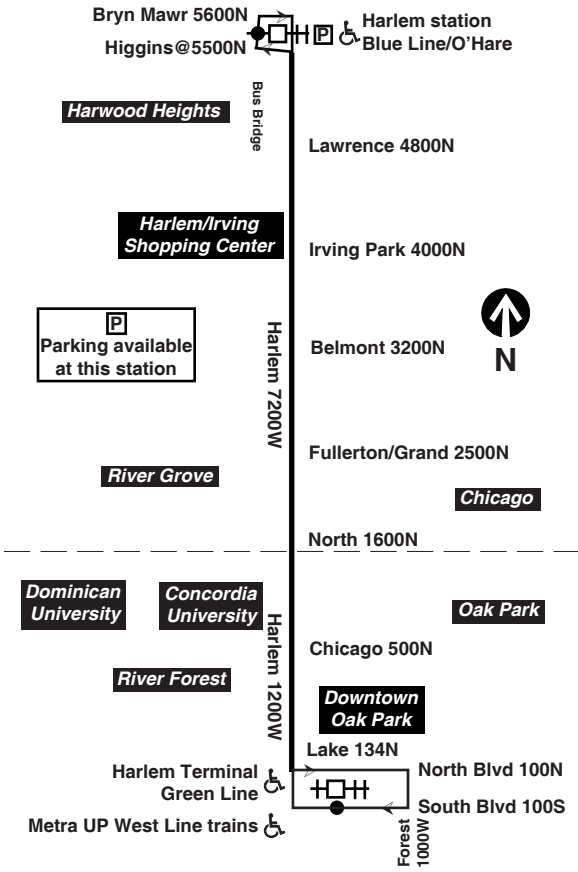 Bryn Mawr 5600N
Higgins@5500N
P
Harlem station
Blue Line/O'Hare
Harwood Heights
Bus Bridge
Lawrence 4800N
Harlem/Irving
Shopping Center
Irving Park 4000N
P
Parking available
at this station
Harlem 7200W
Belmont 3200N
N
Fullerton/Grand 2500N
River Grove
Chicago
North 1600N
Dominican
University
Concordia
University
Oak Park
Harlem 1200W
Chicago 500N
River Forest
Downtown
Oak Park
Lake 134N
Harlem Terminal
Green Line
North Blvd 100N
South Blvd 100S
Metra UP West Line trains
Forest
1000W